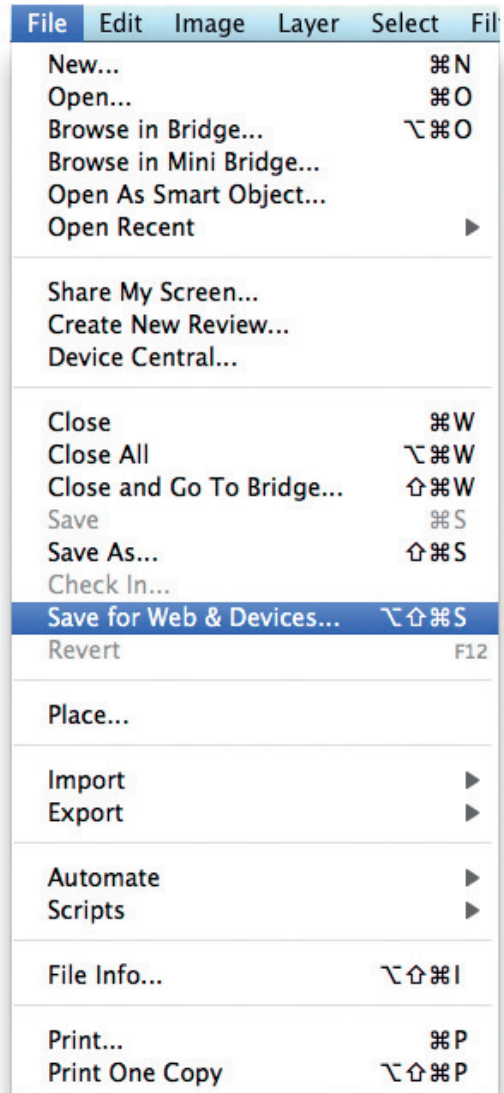 File Edit Image Layer Select Fil
New... ⌘N
Open... ⌘O
Browse in Bridge... ⌥⌘O
Browse in Mini Bridge...
Open As Smart Object...
Open Recent ▶
Share My Screen...
Create New Review...
Device Central...
Close ⌘W
Close All ⌥⌘W
Close and Go To Bridge... ⇧⌘W
Save ⌘S
Save As... ⇧⌘S
Check In...
Save for Web & Devices... ⌥⇧⌘S
Revert F12
Place...
Import ▶
Export ▶
Automate ▶
Scripts ▶
File Info... ⌥⇧⌘I
Print... ⌘P
Print One Copy ⌥⇧⌘P